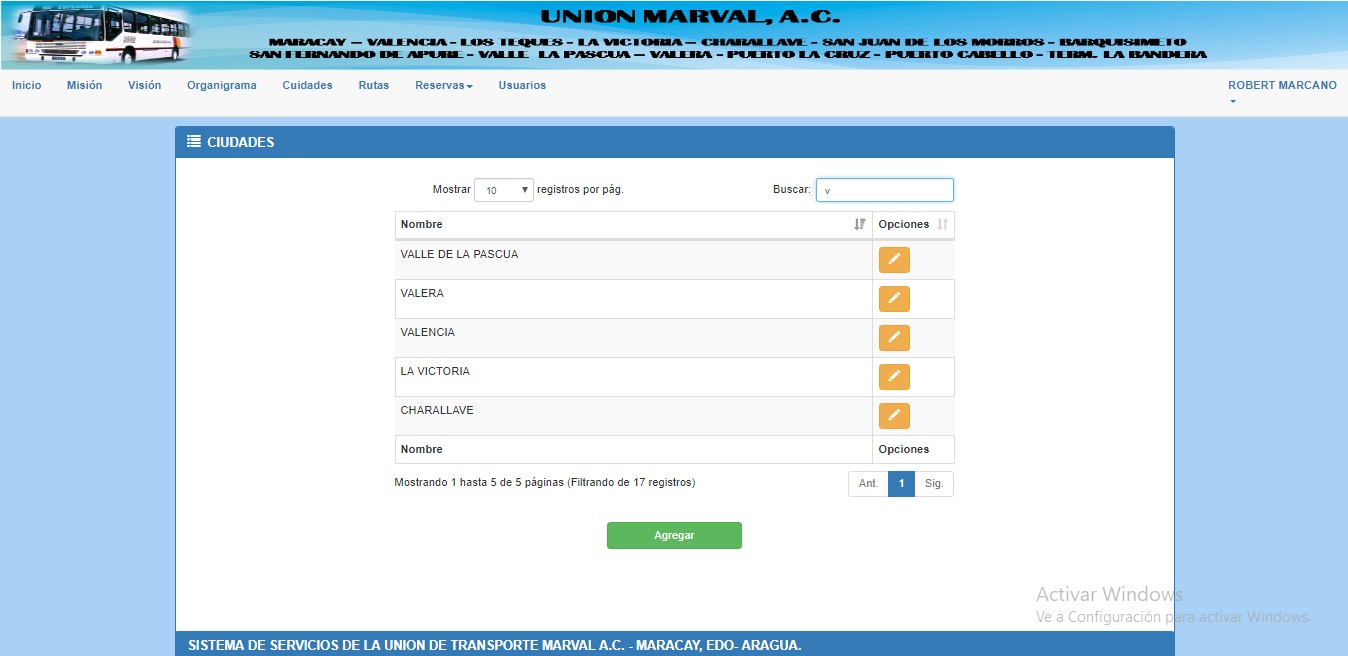 UNION MARVAL, A.C.
MARACAY – VALENCIA - LOS TEQUES - LA VICTORIA – CHARALLAVE - SAN JUAN DE LOS MORROS - BARQUISIMETO
SAN FERNANDO DE APURE - VALLE LA PASCUA – VALERA - PUERTO LA CRUZ - PUERTO CABELLO - TERM. LA BANDERA
Inicio Misión Visión Organigrama Cuidades Rutas Reservas Usuarios ROBERT MARCANO
CIUDADES
Mostrar 10 registros por pág. Buscar: v
Nombre Opciones
VALLE DE LA PASCUA
VALERA
VALENCIA
LA VICTORIA
CHARALLAVE
Nombre Opciones
Mostrando 1 hasta 5 de 5 páginas (Filtrando de 17 registros) Ant. 1 Sig.
Agregar
Activar Windows
Ve a Configuración para activar Windows.
SISTEMA DE SERVICIOS DE LA UNION DE TRANSPORTE MARVAL A.C. - MARACAY, EDO- ARAGUA.